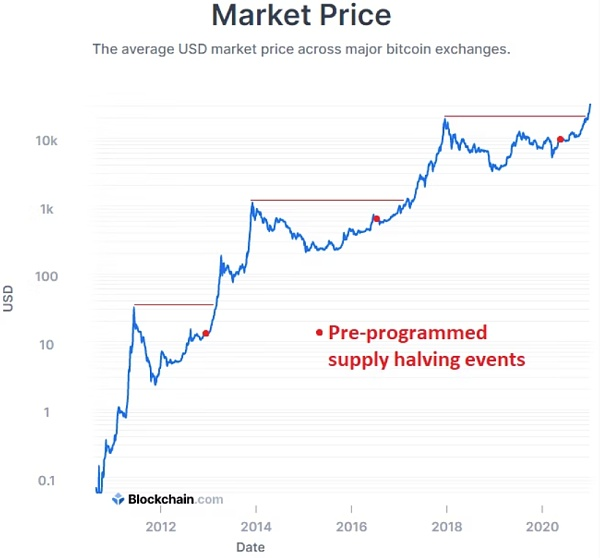 Market Price
The average USD market price across major bitcoin exchanges.
10k
1k
100
10
1
0.1
USD
Pre-programmed
supply halving events
Blockchain.com
2012 2014 2016 2018 2020
Date